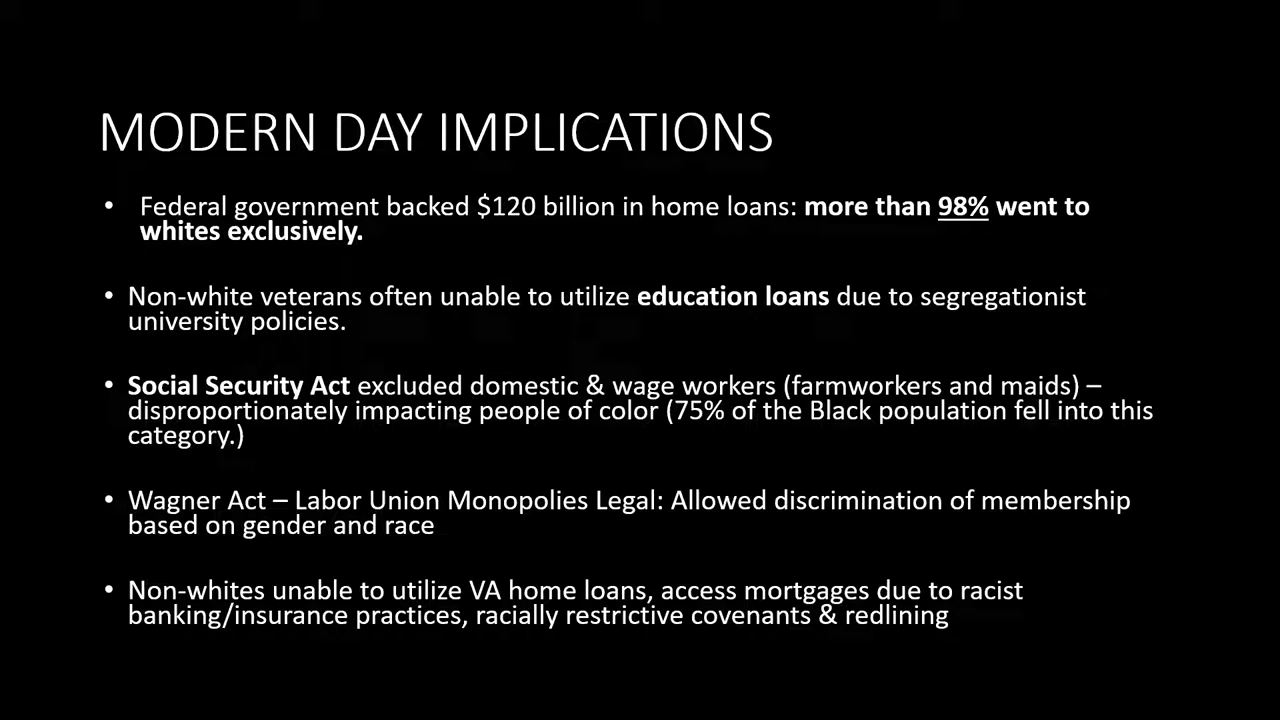 MODERN DAY IMPLICATIONS
• Federal government backed $120 billion in home loans: more than 98% went to
whites exclusively.
• Non-white veterans often unable to utilize education loans due to segregationist
university policies.
• Social Security Act excluded domestic & wage workers (farmworkers and maids) –
disproportionately impacting people of color (75% of the Black population fell into this
category.)
• Wagner Act – Labor Union Monopolies Legal: Allowed discrimination of membership
based on gender and race
• Non-whites unable to utilize VA home loans, access mortgages due to racist
banking/insurance practices, racially restrictive covenants & redlining